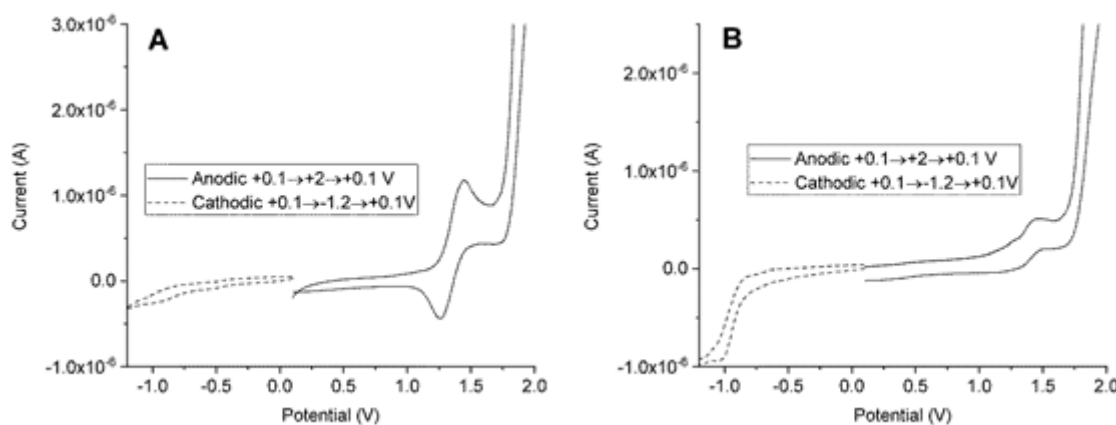 A
3.0x10⁻⁶
2.0x10⁻⁶
1.0x10⁻⁶
0.0
-1.0x10⁻⁶
Current (A)
Anodic +0.1→+2→+0.1 V
Cathodic +0.1→-1.2→+0.1V
-1.0 -0.5 0.0 0.5 1.0 1.5 2.0
Potential (V)
B
2.0x10⁻⁶
1.0x10⁻⁶
0.0
-1.0x10⁻⁶
Current (A)
Anodic +0.1→+2→+0.1 V
Cathodic +0.1→-1.2→+0.1V
-1.0 -0.5 0.0 0.5 1.0 1.5 2.0
Potential (V)